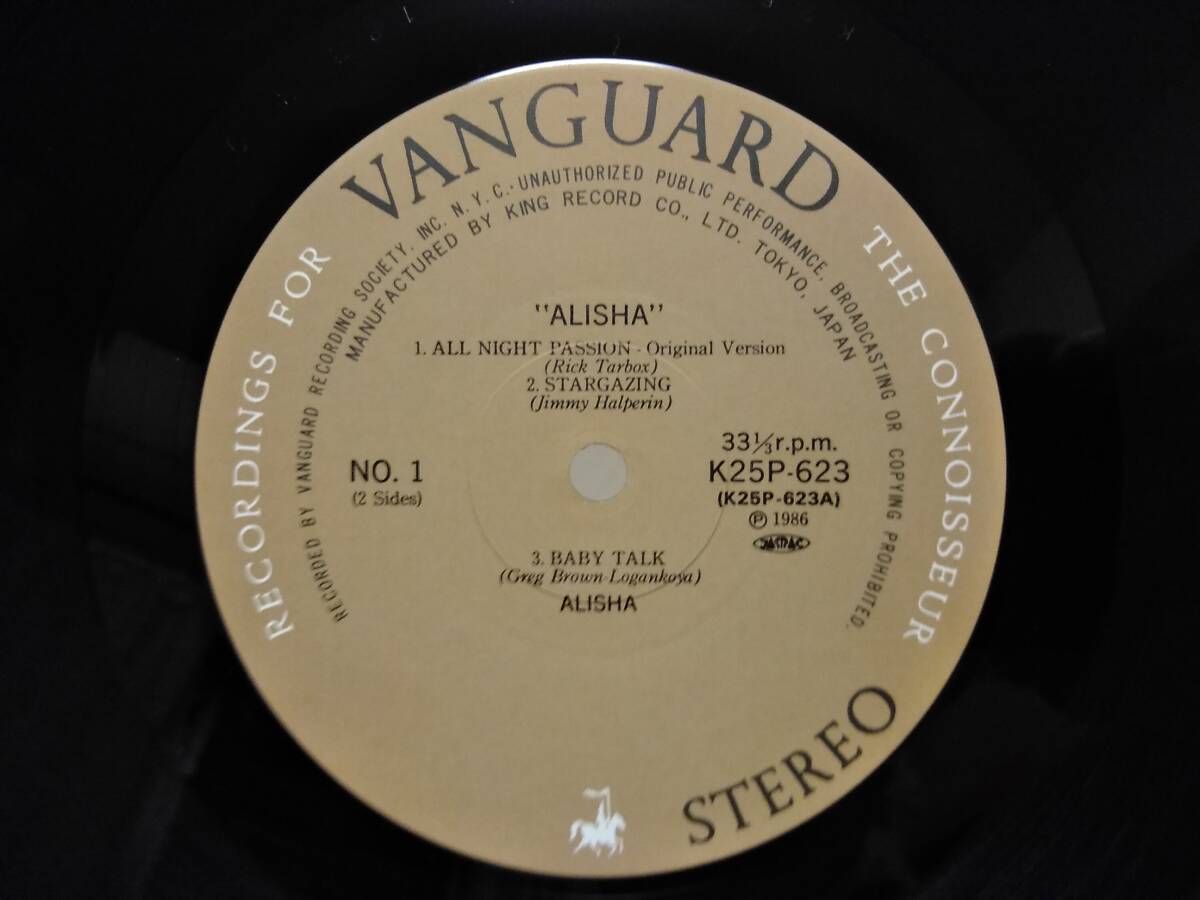 VANGUARD
RECORDINGS FOR THE CONNOISSEUR
RECORDED BY VANGUARD RECORDING SOCIETY, INC. N.Y.C.·UNAUTHORIZED PUBLIC PERFORMANCE, BROADCASTING OR COPYING PROHIBITED.
MANUFACTURED BY KING RECORD CO., LTD. TOKYO, JAPAN
"ALISHA"
1. ALL NIGHT PASSION - Original Version
(Rick Tarbox)
2. STARGAZING
(Jimmy Halperin)
NO. 1
(2 Sides)
33⅓r.p.m.
K25P-623
(K25P-623A)
Ⓟ 1986
JASRAC
3. BABY TALK
(Greg Brown-Logankoya)
ALISHA
STEREO